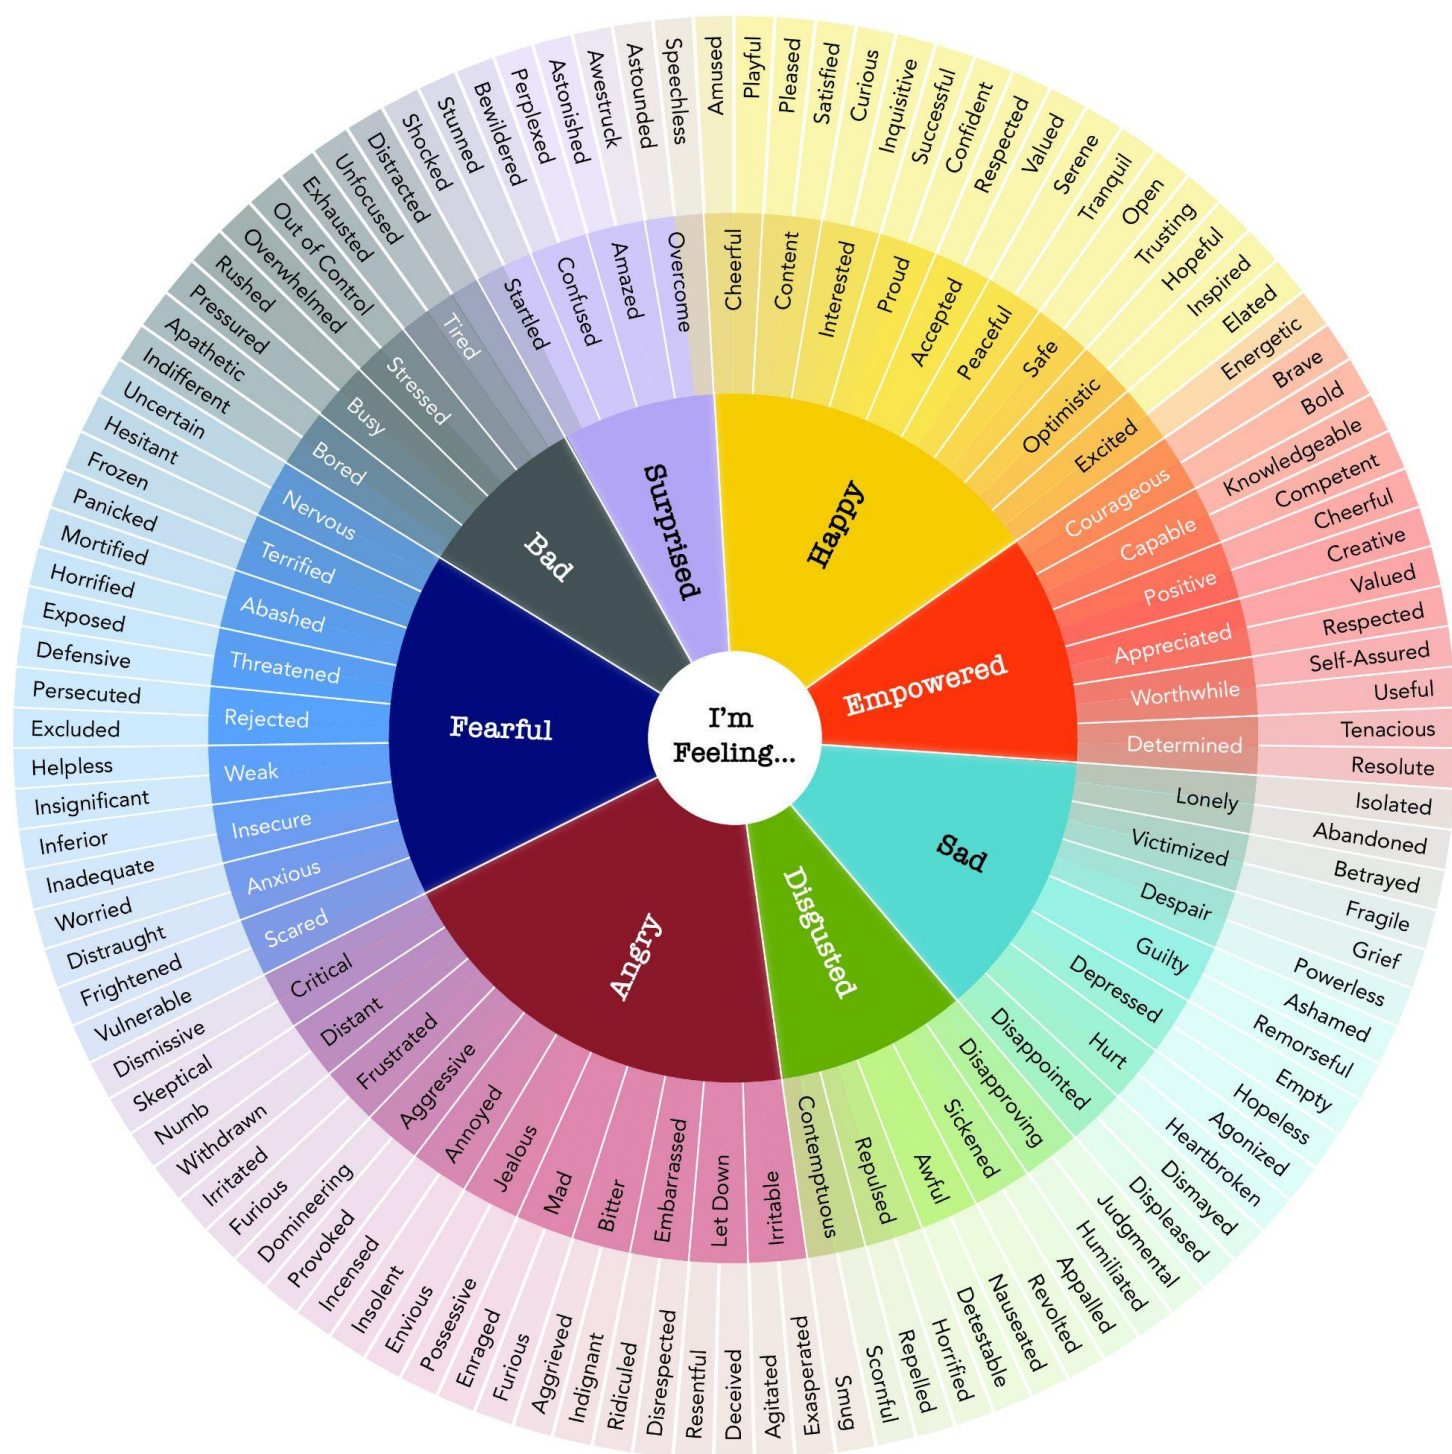 I'm
Feeling...
Happy
Empowered
Sad
Disgusted
Angry
Fearful
Bad
Surprised
Cheerful
Content
Interested
Proud
Accepted
Peaceful
Safe
Optimistic
Excited
Courageous
Capable
Positive
Appreciated
Worthwhile
Determined
Lonely
Victimized
Despair
Guilty
Depressed
Hurt
Disappointed
Disapproving
Sickened
Awful
Repulsed
Contemptuous
Irritable
Let Down
Embarrassed
Bitter
Mad
Jealous
Annoyed
Aggressive
Frustrated
Distant
Critical
Scared
Anxious
Insecure
Weak
Rejected
Threatened
Abashed
Terrified
Nervous
Bored
Busy
Stressed
Tired
Startled
Confused
Amazed
Overcome
Amused
Playful
Pleased
Satisfied
Curious
Inquisitive
Successful
Confident
Respected
Valued
Serene
Tranquil
Open
Trusting
Hopeful
Inspired
Elated
Energetic
Brave
Bold
Knowledgeable
Competent
Cheerful
Creative
Valued
Respected
Self-Assured
Useful
Tenacious
Resolute
Isolated
Abandoned
Betrayed
Fragile
Grief
Powerless
Ashamed
Remorseful
Empty
Hopeless
Agonized
Heartbroken
Dismayed
Displeased
Judgmental
Humiliated
Appalled
Revolted
Nauseated
Detestable
Horrified
Repelled
Scornful
Smug
Exasperated
Agitated
Deceived
Resentful
Disrespected
Ridiculed
Indignant
Aggrieved
Furious
Enraged
Possessive
Envious
Insolent
Incensed
Provoked
Domineering
Furious
Irritated
Withdrawn
Numb
Skeptical
Dismissive
Vulnerable
Frightened
Distraught
Worried
Inadequate
Inferior
Insignificant
Helpless
Excluded
Persecuted
Defensive
Exposed
Horrified
Mortified
Panicked
Frozen
Hesitant
Uncertain
Indifferent
Apathetic
Pressured
Rushed
Overwhelmed
Out of Control
Exhausted
Unfocused
Distracted
Shocked
Stunned
Bewildered
Perplexed
Astonished
Awestruck
Astounded
Speechless